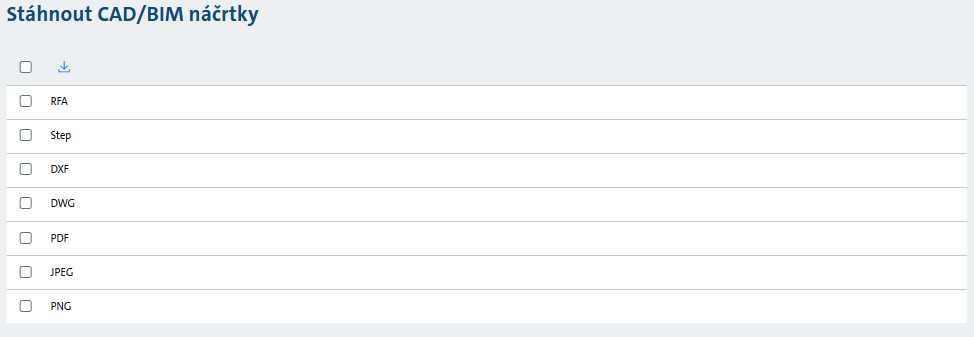 Stáhnout CAD/BIM náčrtky
RFA
Step
DXF
DWG
PDF
JPEG
PNG